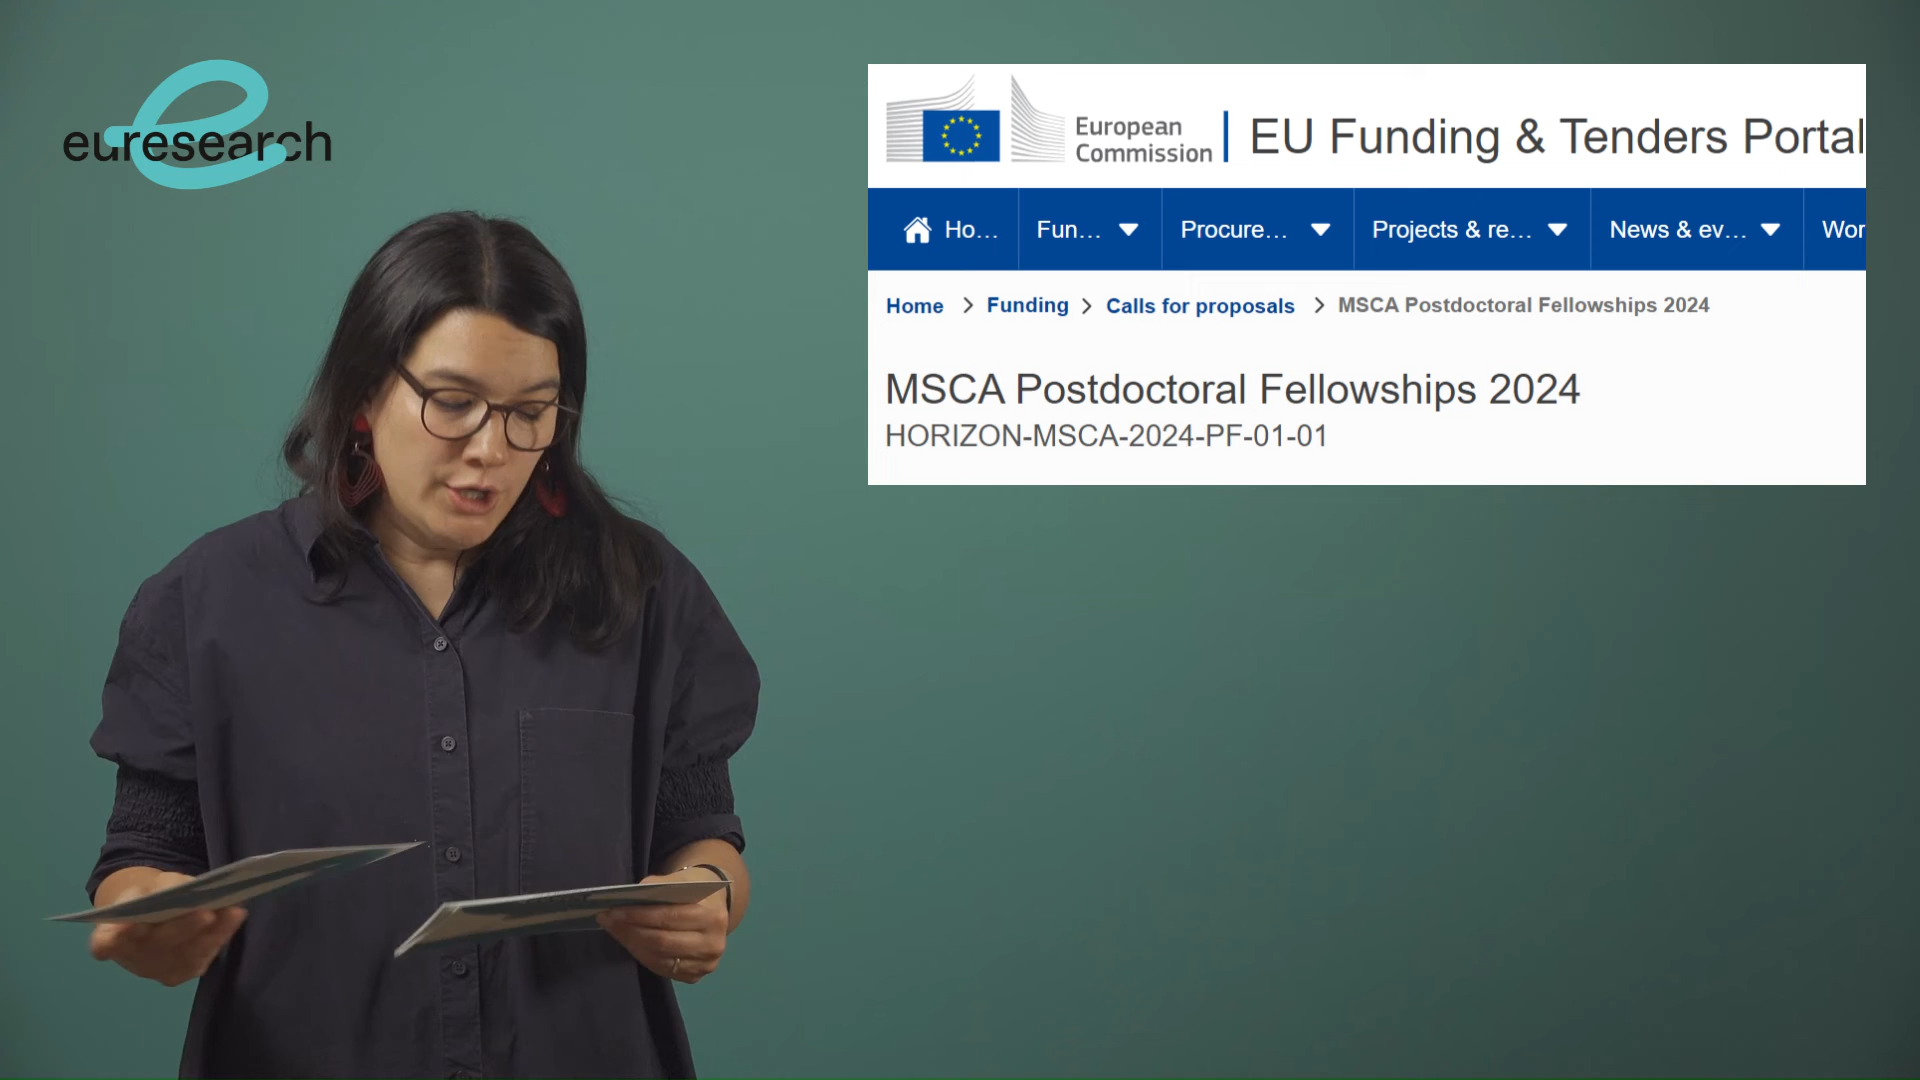 euresearch
European
Commission
EU Funding & Tenders Portal
Ho...
Fun...
Procure...
Projects & re...
News & ev...
Wor
Home > Funding > Calls for proposals > MSCA Postdoctoral Fellowships 2024
MSCA Postdoctoral Fellowships 2024
HORIZON-MSCA-2024-PF-01-01